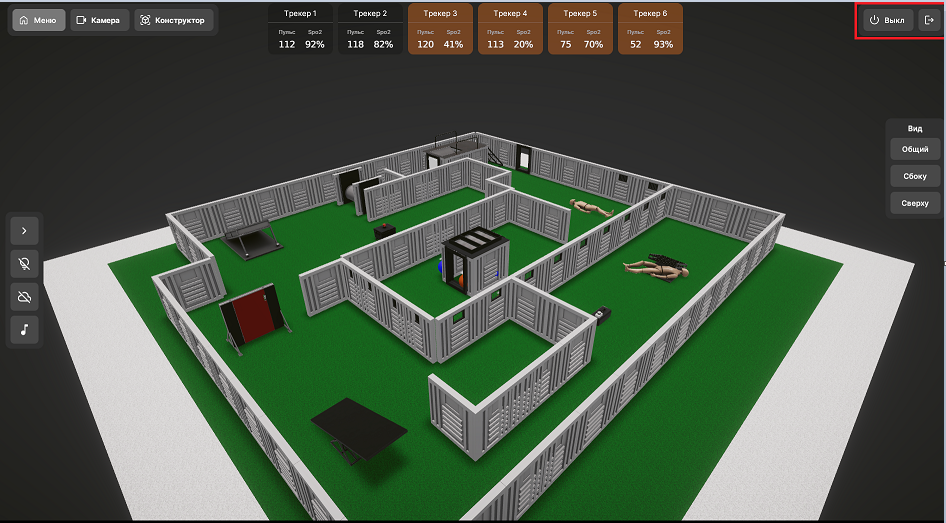 Меню
Камера
Конструктор
Трекер 1
Пульс Spo2
112 92%
Трекер 2
Пульс Spo2
118 82%
Трекер 3
Пульс Spo2
120 41%
Трекер 4
Пульс Spo2
113 20%
Трекер 5
Пульс Spo2
75 70%
Трекер 6
Пульс Spo2
52 93%
Выкл
Вид
Общий
Сбоку
Сверху